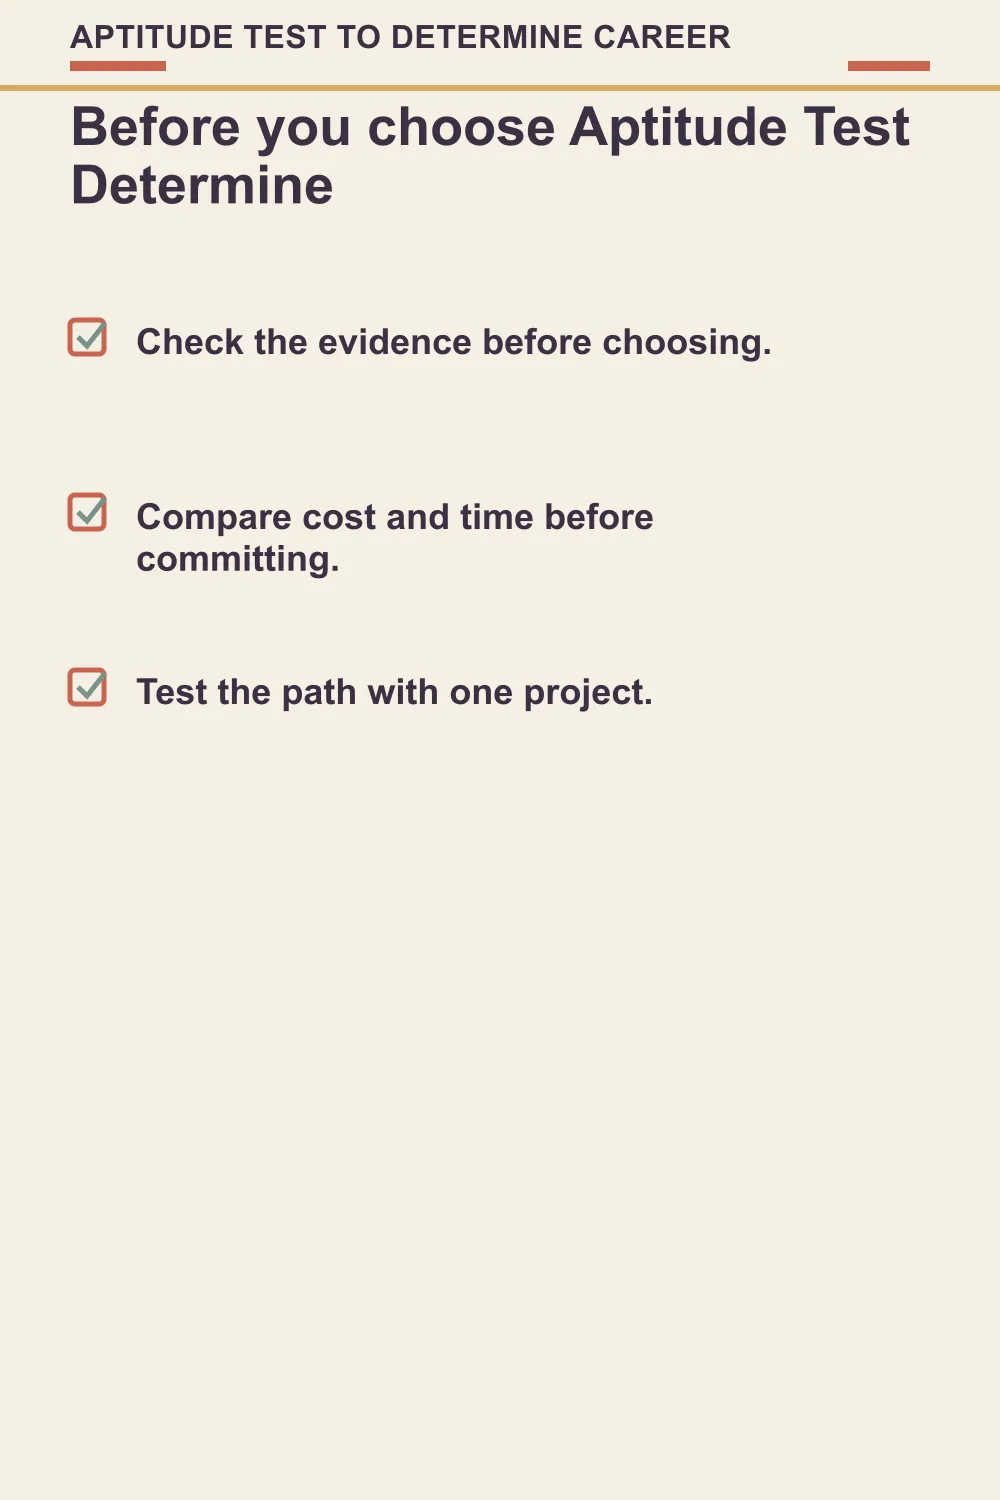 APTITUDE TEST TO DETERMINE CAREER
Before you choose Aptitude Test
Determine
Check the evidence before choosing.
Compare cost and time before
committing.
Test the path with one project.